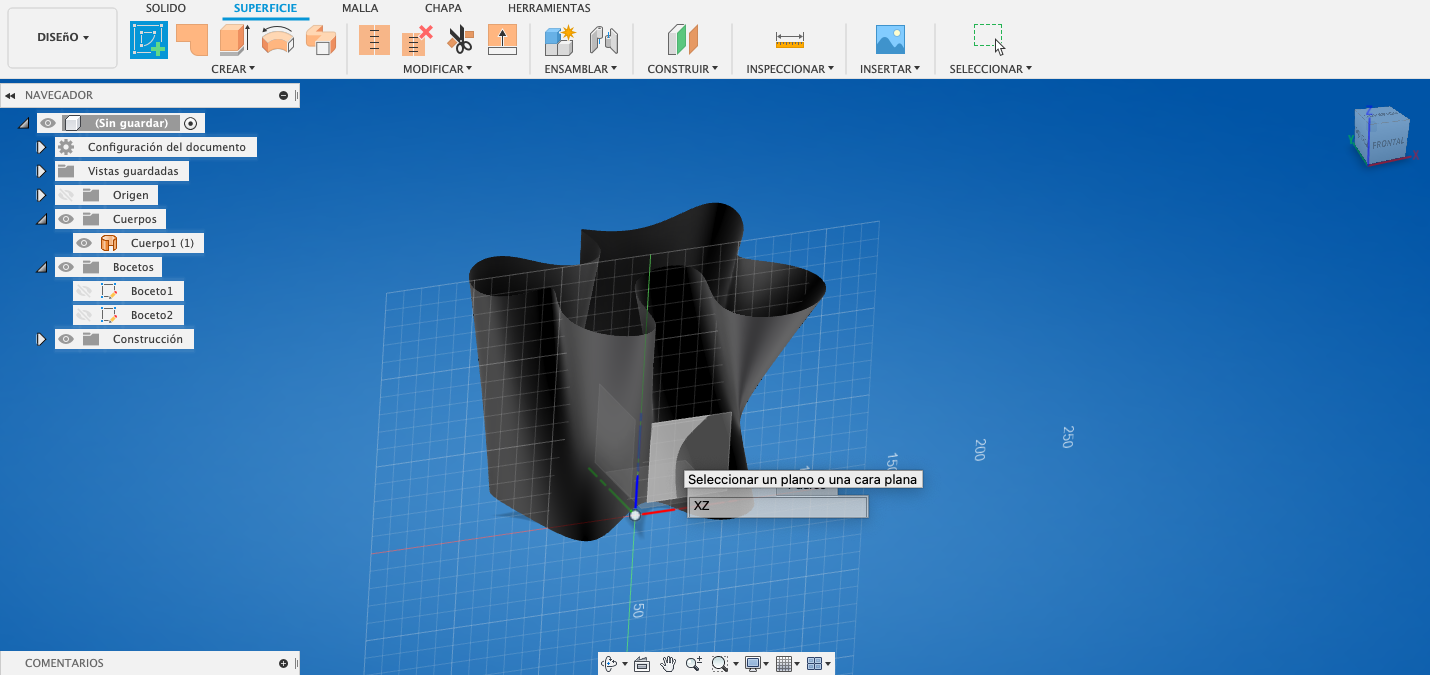 SOLIDO SUPERFICIE MALLA CHAPA HERRAMIENTAS
DISEñO
CREAR MODIFICAR ENSAMBLAR CONSTRUIR INSPECCIONAR INSERTAR SELECCIONAR
NAVEGADOR
(Sin guardar)
Configuración del documento
Vistas guardadas
Origen
Cuerpos
Cuerpo1 (1)
Bocetos
Boceto1
Boceto2
Construcción
Z
Y
FRONTAL
X
250
200
Seleccionar un plano o una cara plana
XZ
50
COMENTARIOS